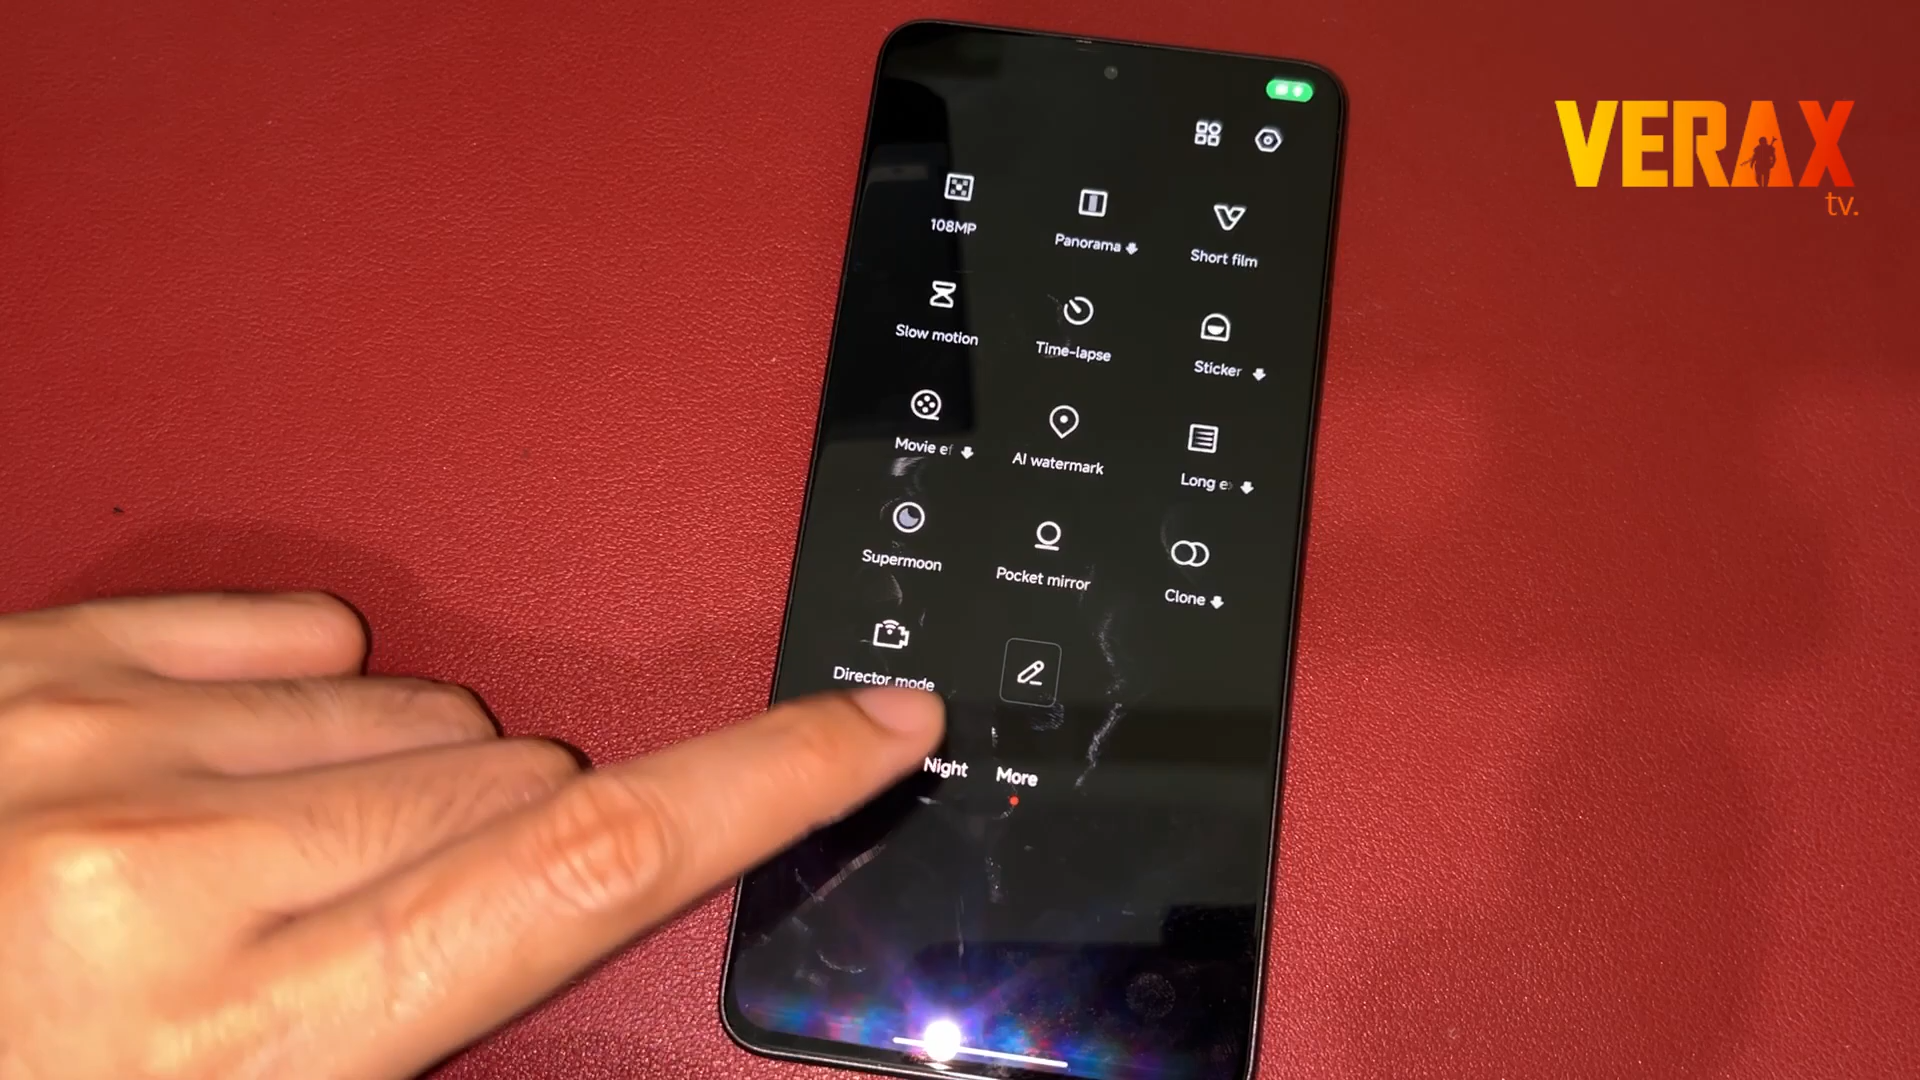 VERAX
tv.
108MP
Panorama
Short film
Slow motion
Time-lapse
Sticker
Movie ef
AI watermark
Long e
Supermoon
Pocket mirror
Clone
Director mode
Night
More